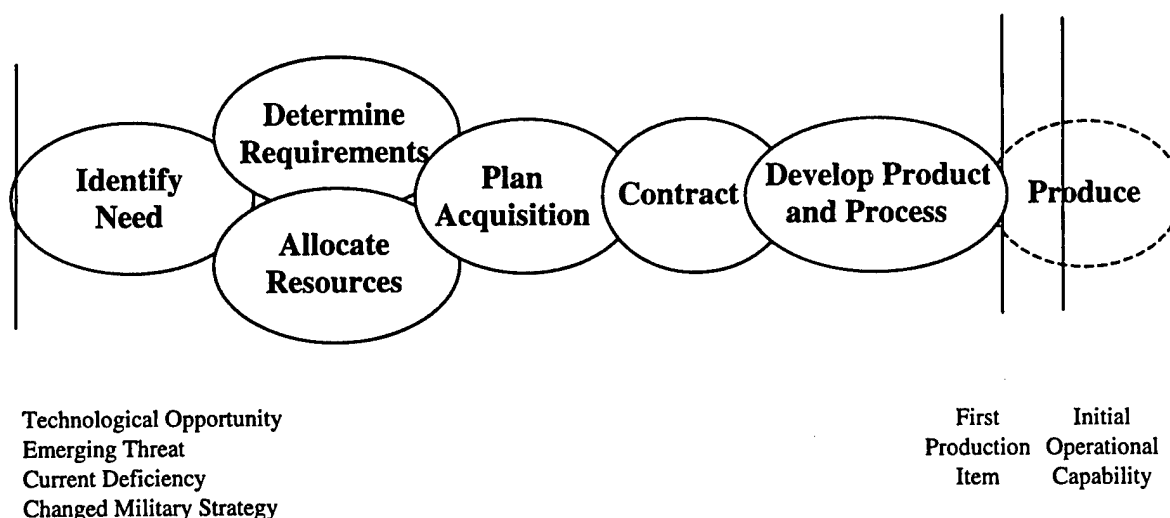 Identify
Need
Determine
Requirements
Allocate
Resources
Plan
Acquisition
Contract
Develop Product
and Process
Produce
Technological Opportunity
Emerging Threat
Current Deficiency
Changed Military Strategy
First
Production
Item
Initial
Operational
Capability